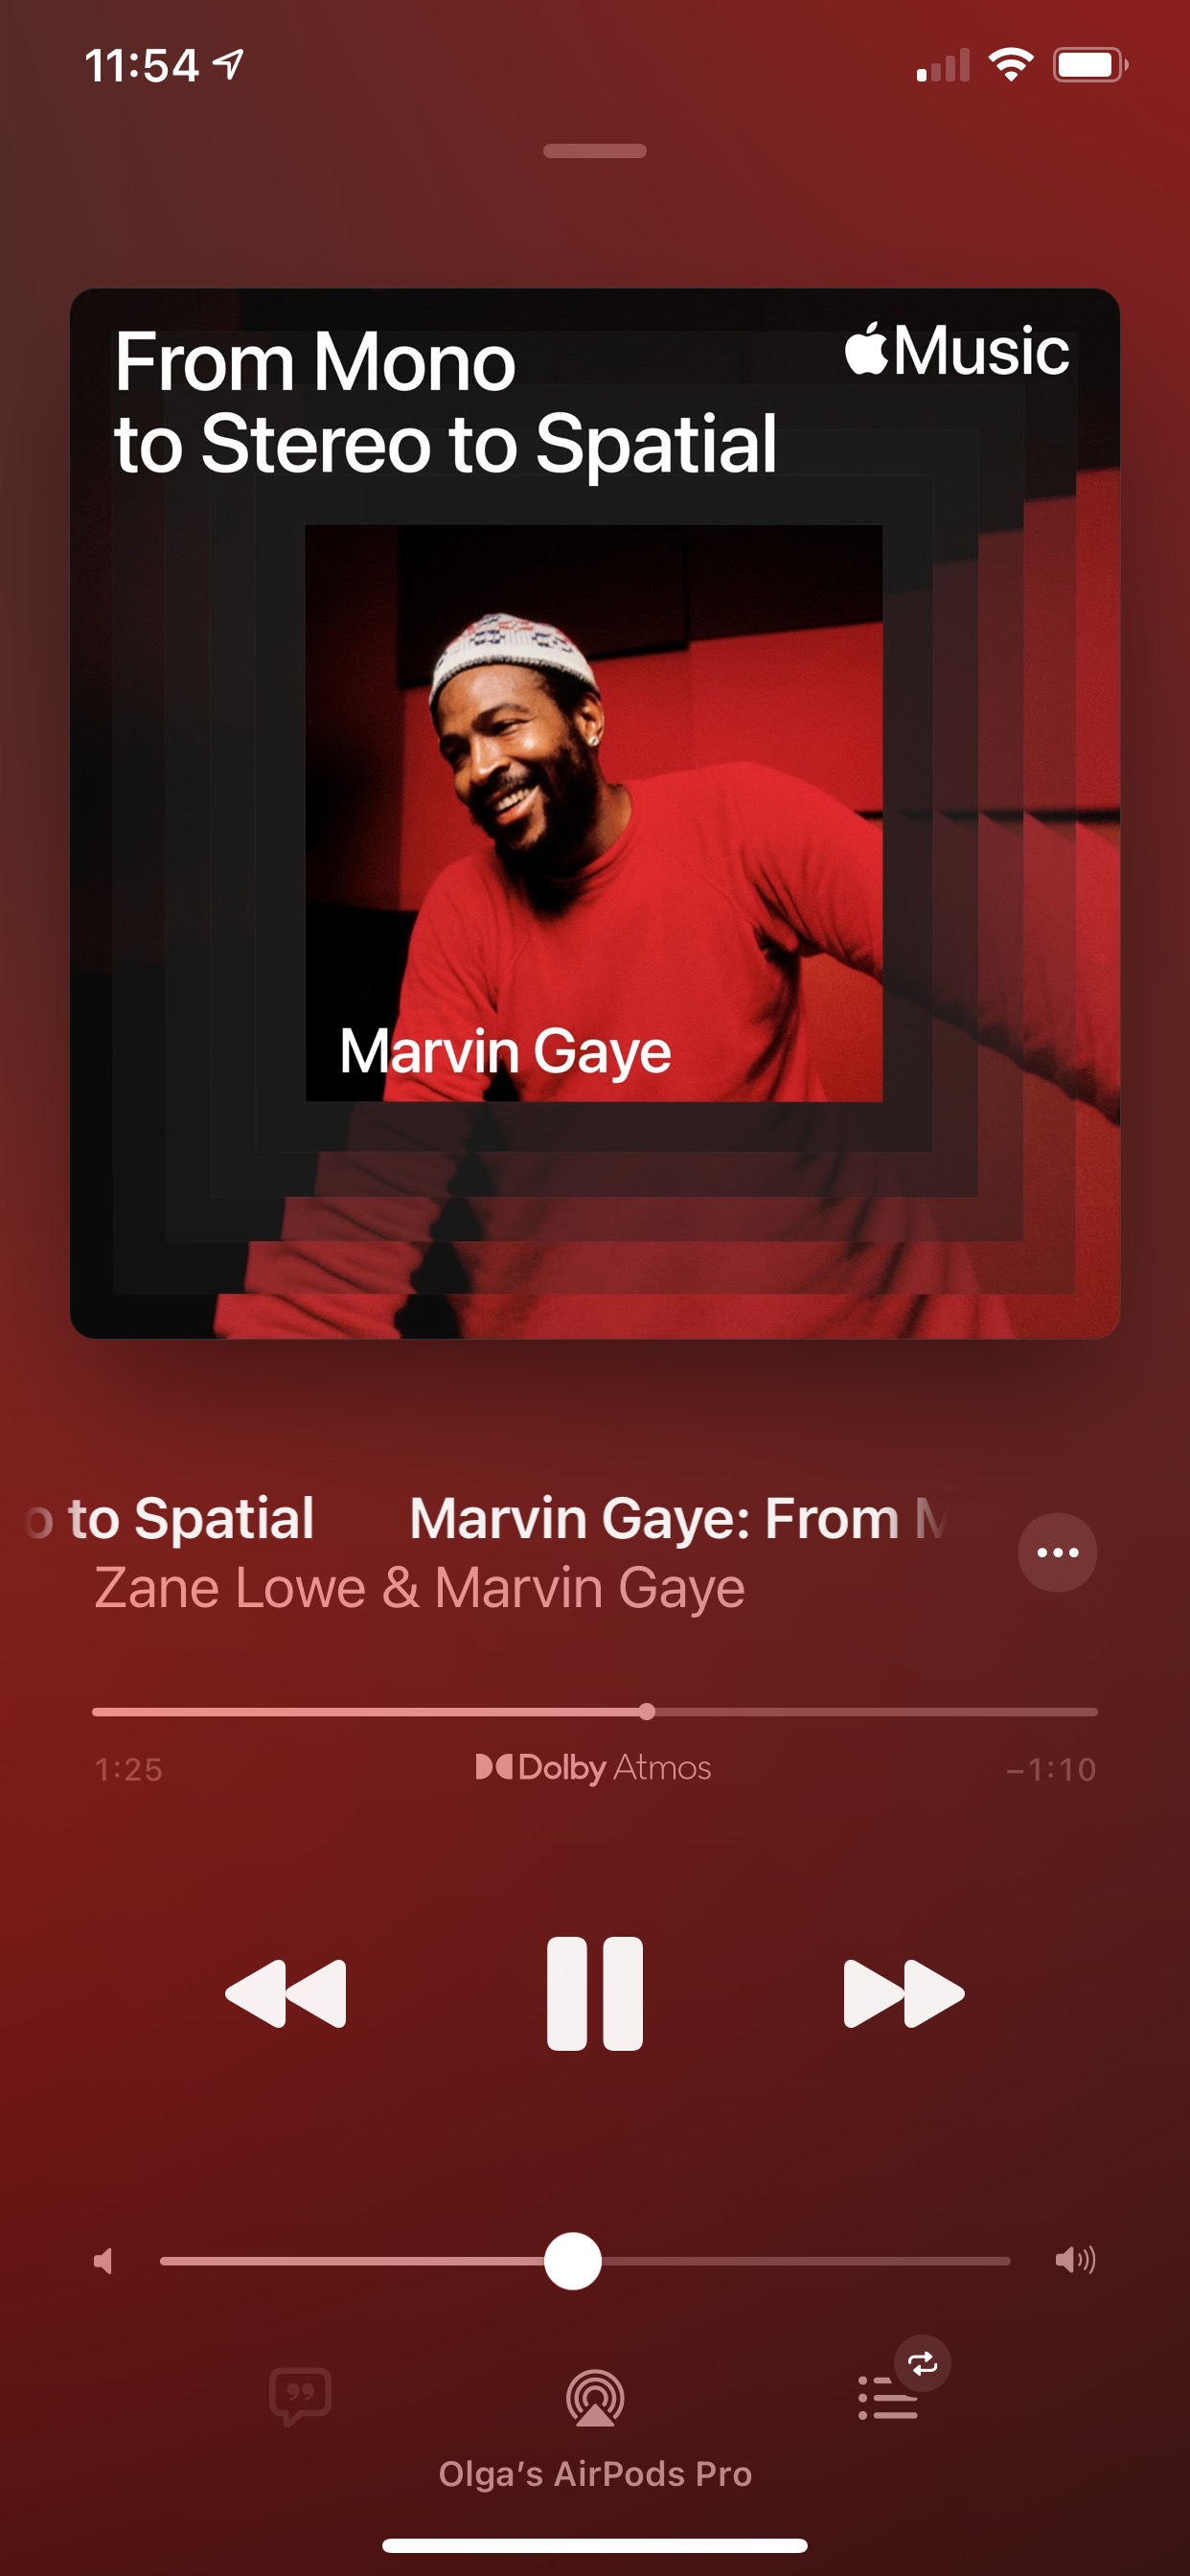 11:54
From Mono
to Stereo to Spatial
Music
Marvin Gaye
o to Spatial Marvin Gaye: From M
Zane Lowe & Marvin Gaye
1:25 Dolby Atmos −1:10
Olga’s AirPods Pro